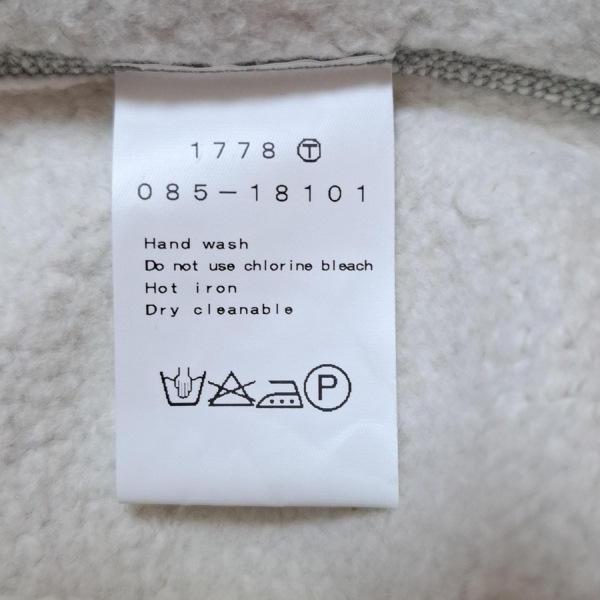 1778 Ⓣ
085-18101
Hand wash
Do not use chlorine bleach
Hot iron
Dry cleanable
P